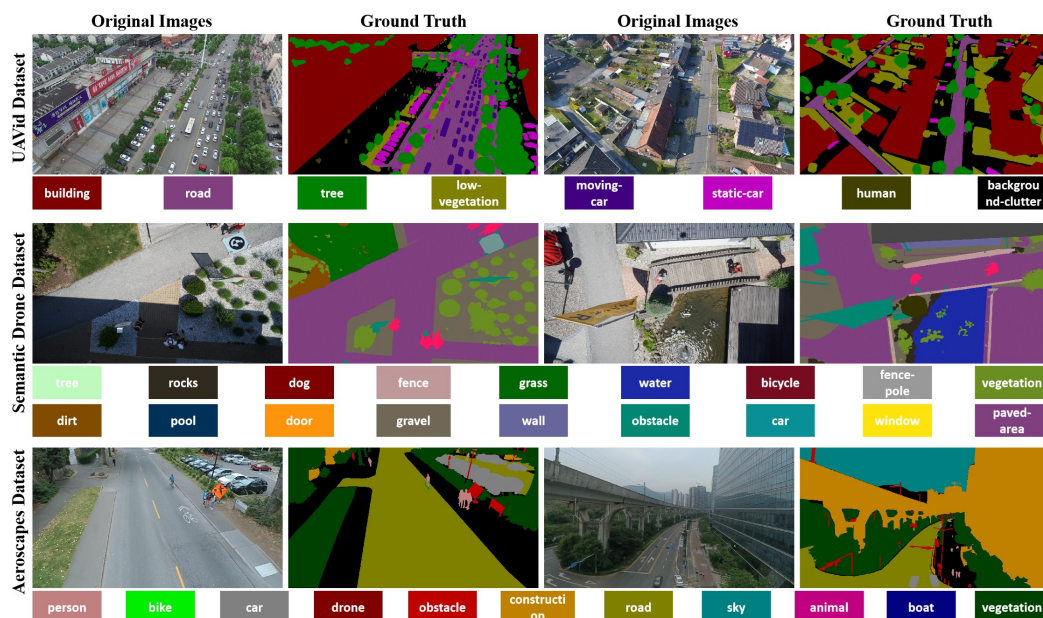 Original Images
Ground Truth
Original Images
Ground Truth
UAVid Dataset
building
road
tree
low-
vegetation
moving-
car
static-car
human
backgrou
nd-clutter
Semantic Drone Dataset
tree
rocks
dog
fence
grass
water
bicycle
fence-
pole
vegetation
dirt
pool
door
gravel
wall
obstacle
car
window
paved-
area
Aeroscapes Dataset
person
bike
car
drone
obstacle
constructi
on
road
sky
animal
boat
vegetation